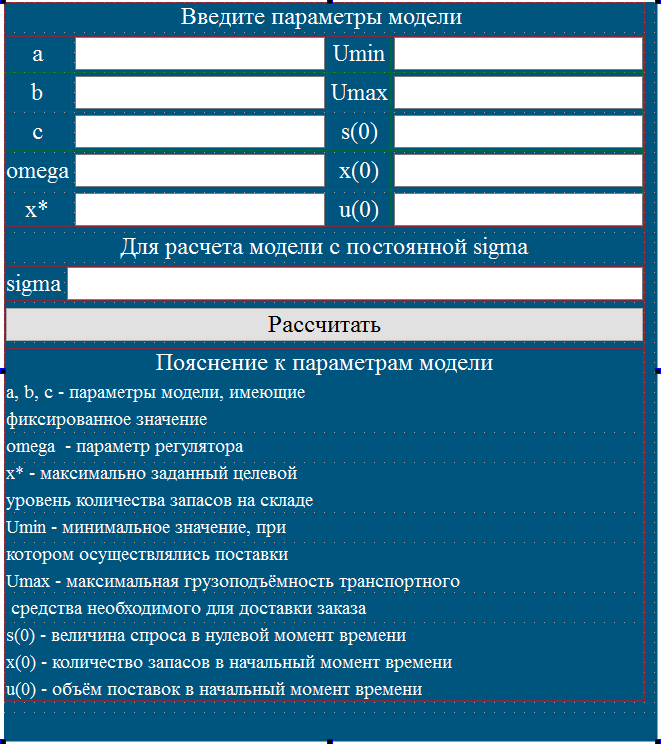 Введите параметры модели
a Umin
b Umax
c s(0)
omega x(0)
x* u(0)
Для расчета модели с постоянной sigma
sigma
Рассчитать
Пояснение к параметрам модели
a, b, c - параметры модели, имеющие
фиксированное значение
omega - параметр регулятора
x* - максимально заданный целевой
уровень количества запасов на складе
Umin - минимальное значение, при
котором осуществлялись поставки
Umax - максимальная грузоподъёмность транспортного
средства необходимого для доставки заказа
s(0) - величина спроса в нулевой момент времени
x(0) - количество запасов в начальный момент времени
u(0) - объём поставок в начальный момент времени